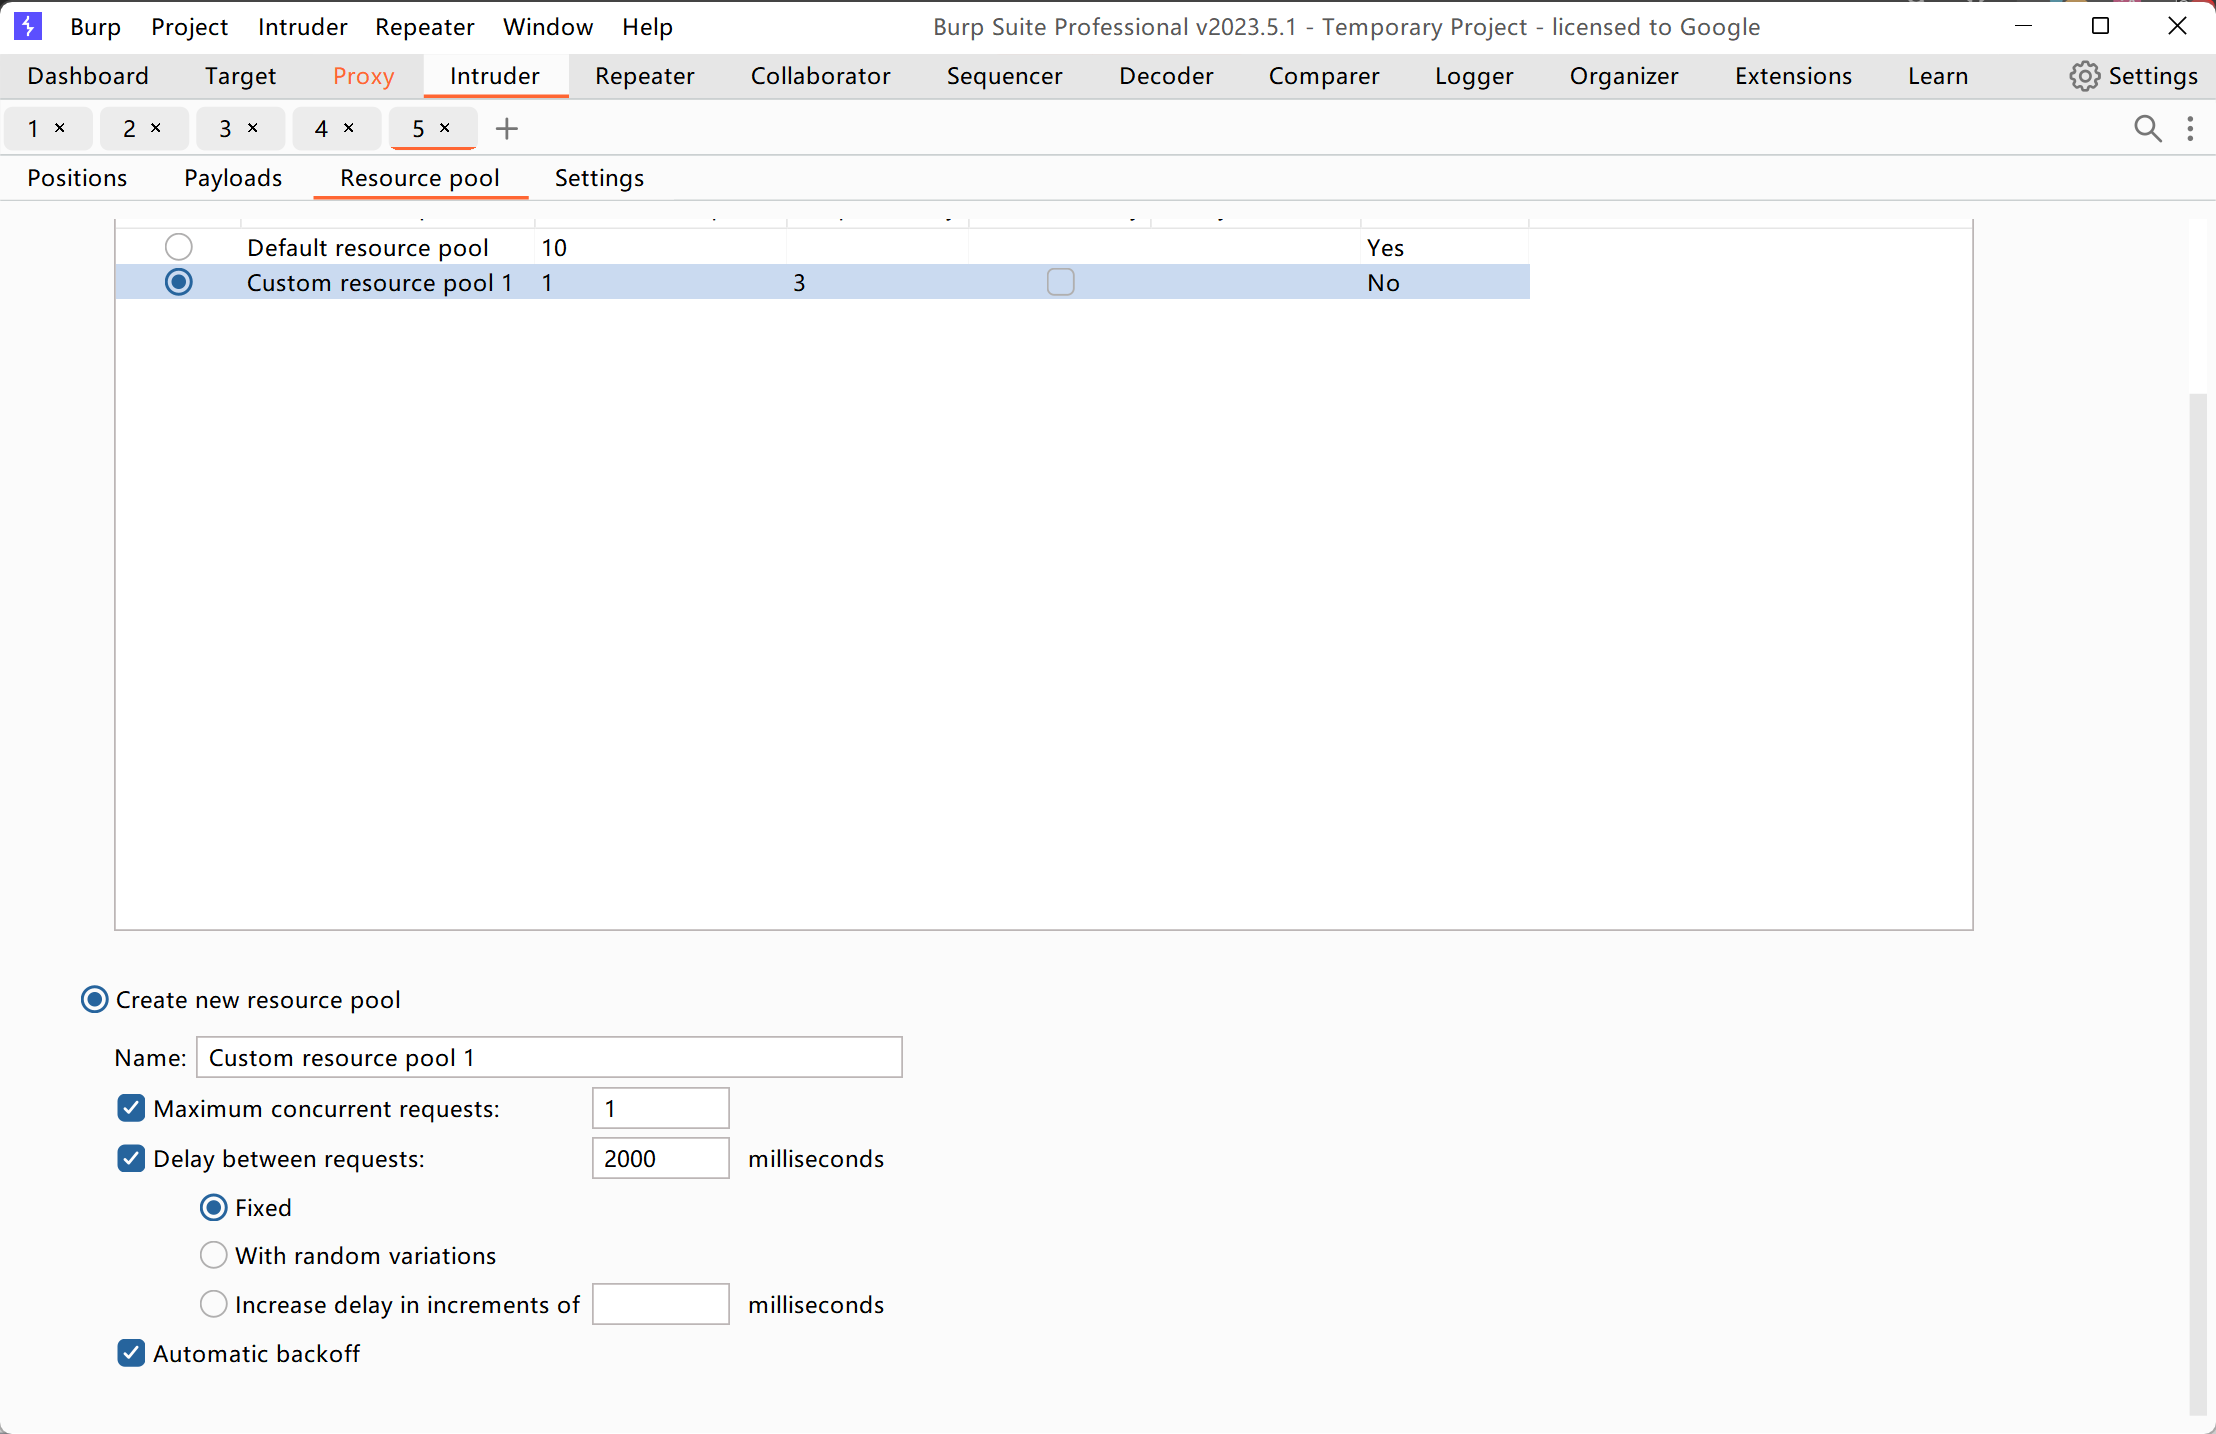 Burp Project Intruder Repeater Window Help Burp Suite Professional v2023.5.1 - Temporary Project - licensed to Google
Dashboard Target Proxy Intruder Repeater Collaborator Sequencer Decoder Comparer Logger Organizer Extensions Learn Settings
1 × 2 × 3 × 4 × 5 × +
Positions Payloads Resource pool Settings
Default resource pool 10 Yes
Custom resource pool 1 1 3 No
Create new resource pool
Name: Custom resource pool 1
Maximum concurrent requests: 1
Delay between requests: 2000 milliseconds
Fixed
With random variations
Increase delay in increments of milliseconds
Automatic backoff